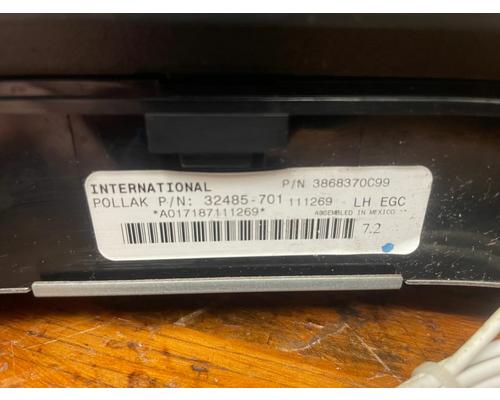 INTERNATIONAL P/N 3868370C99
POLLAK P/N: 32485-701 111269 - LH EGC
*A017187111269* ASSEMBLED IN MEXICO
7.2